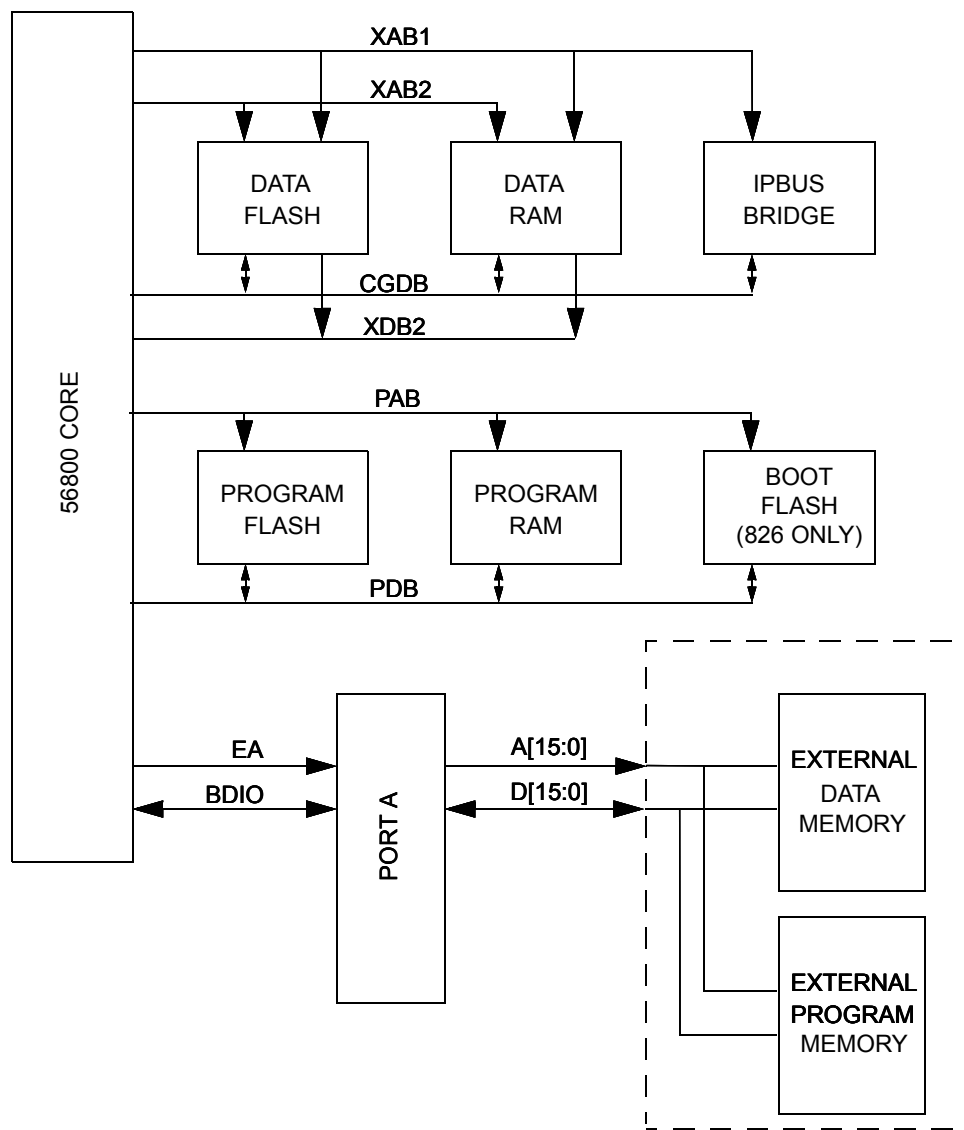 XAB1
XAB2
DATA
FLASH
DATA
RAM
IPBUS
BRIDGE
CGDB
XDB2
56800 CORE
PAB
PROGRAM
FLASH
PROGRAM
RAM
BOOT
FLASH
(826 ONLY)
PDB
EA
BDIO
PORT A
A[15:0]
D[15:0]
EXTERNAL
DATA
MEMORY
EXTERNAL
PROGRAM
MEMORY